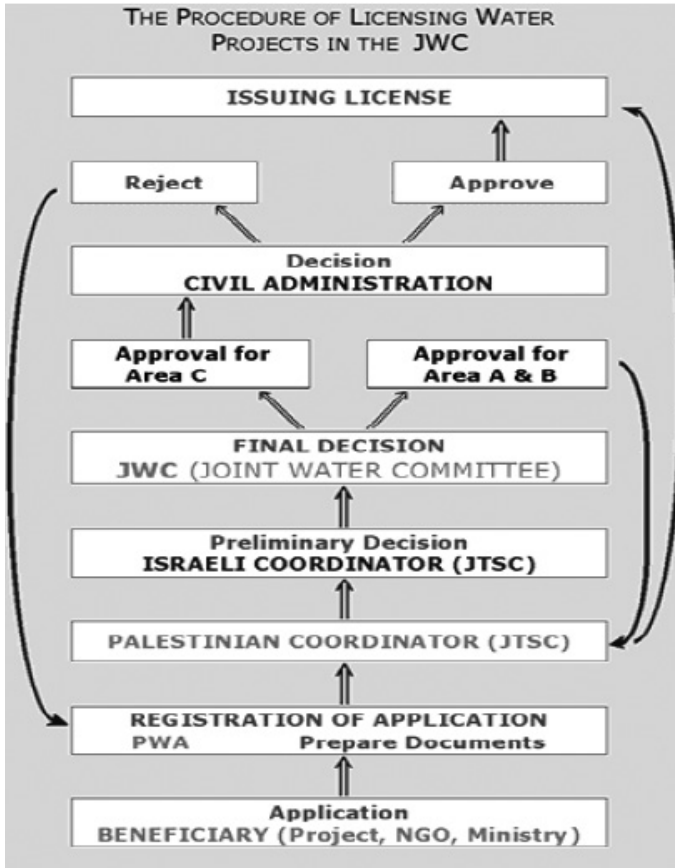 THE PROCEDURE OF LICENSING WATER
PROJECTS IN THE JWC
ISSUING LICENSE
Reject
Approve
Decision
CIVIL ADMINISTRATION
Approval for
Area C
Approval for
Area A & B
FINAL DECISION
JWC (JOINT WATER COMMITTEE)
Preliminary Decision
ISRAELI COORDINATOR (JTSC)
PALESTINIAN COORDINATOR (JTSC)
REGISTRATION OF APPLICATION
PWA Prepare Documents
Application
BENEFICIARY (Project, NGO, Ministry)